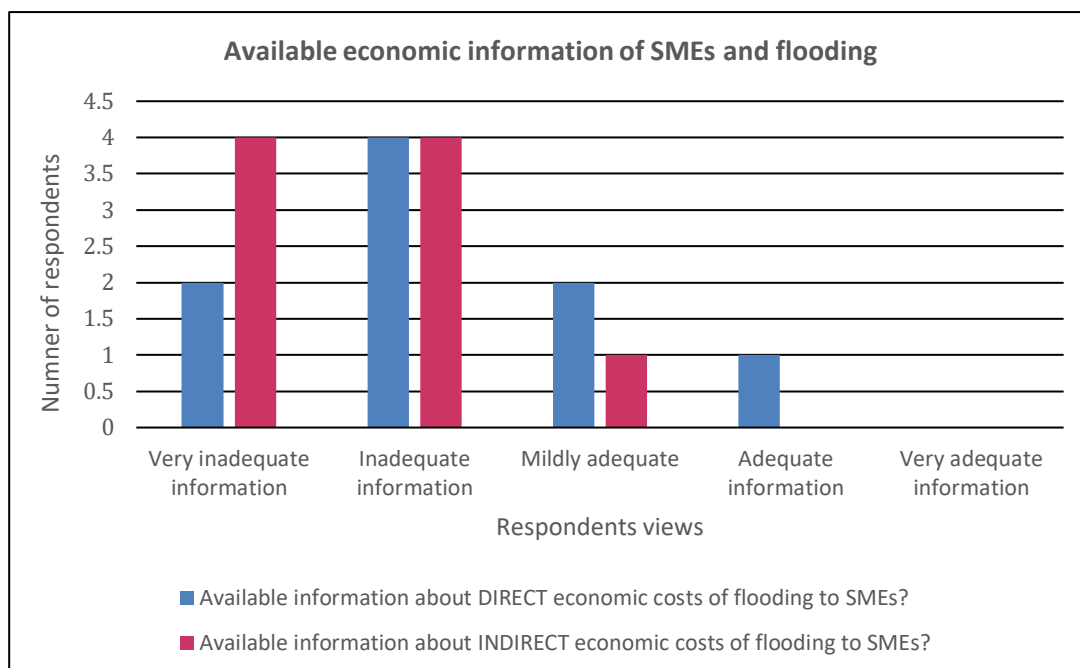 Available economic information of SMEs and flooding
Numner of respondents
4.5
4
3.5
3
2.5
2
1.5
1
0.5
0
Very inadequate
information
Inadequate
information
Mildly adequate
Adequate
information
Very adequate
information
Respondents views
Available information about DIRECT economic costs of flooding to SMEs?
Available information about INDIRECT economic costs of flooding to SMEs?